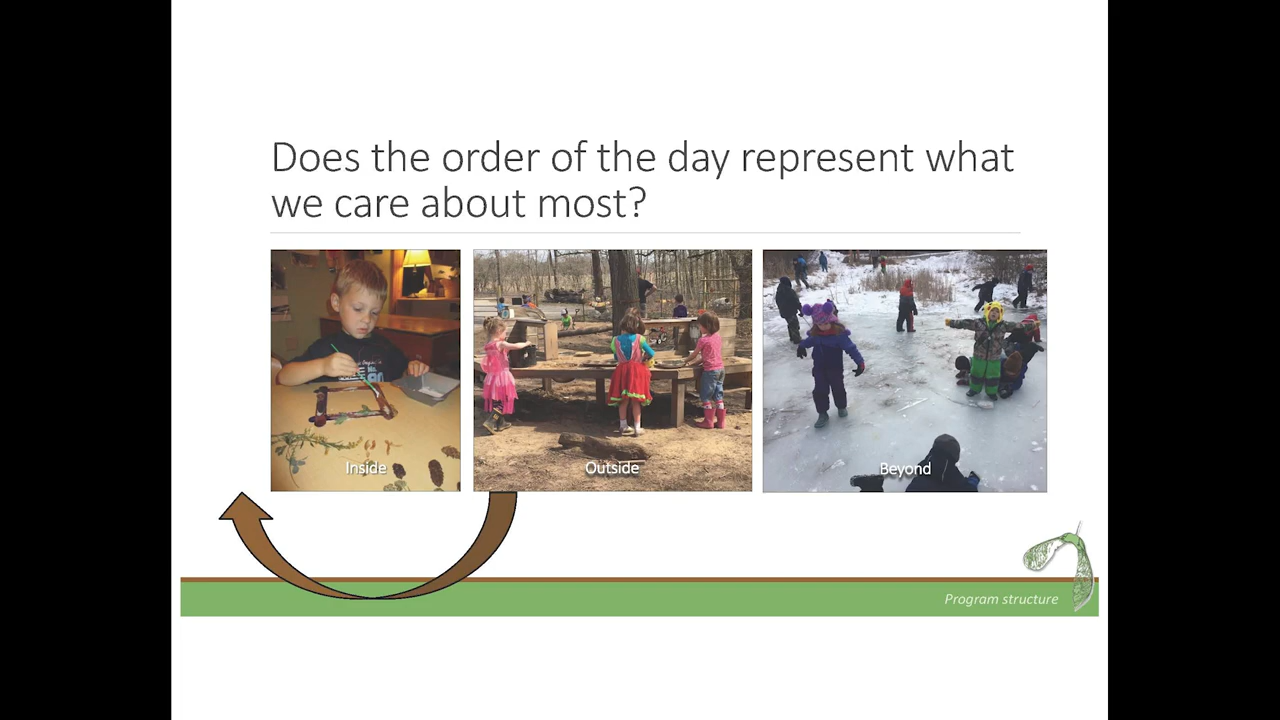 Does the order of the day represent what
we care about most?
Inside
Outside
Beyond
Program structure